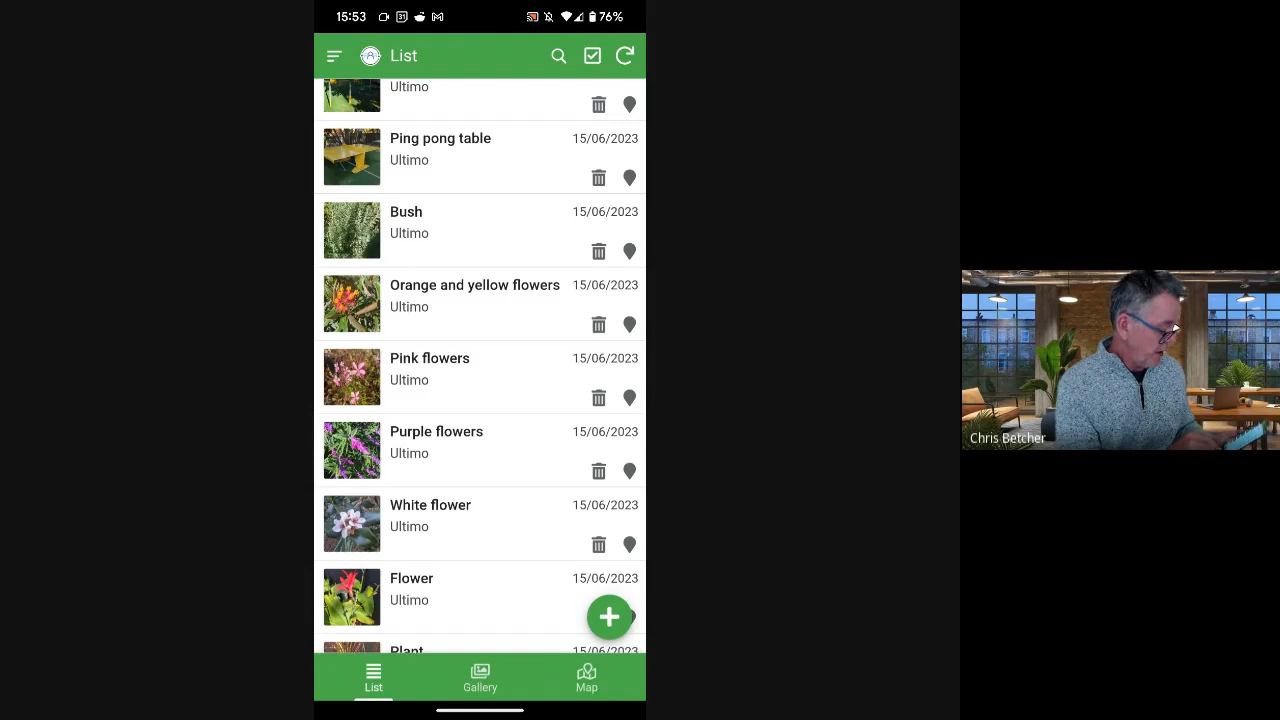 15:53
31
76%
List
Ultimo
Ping pong table
15/06/2023
Ultimo
Bush
15/06/2023
Ultimo
Orange and yellow flowers
15/06/2023
Ultimo
Pink flowers
15/06/2023
Ultimo
Purple flowers
15/06/2023
Ultimo
White flower
15/06/2023
Ultimo
Flower
15/06/2023
Ultimo
Plant
15/06/2023
List
Gallery
Map
Chris Betcher